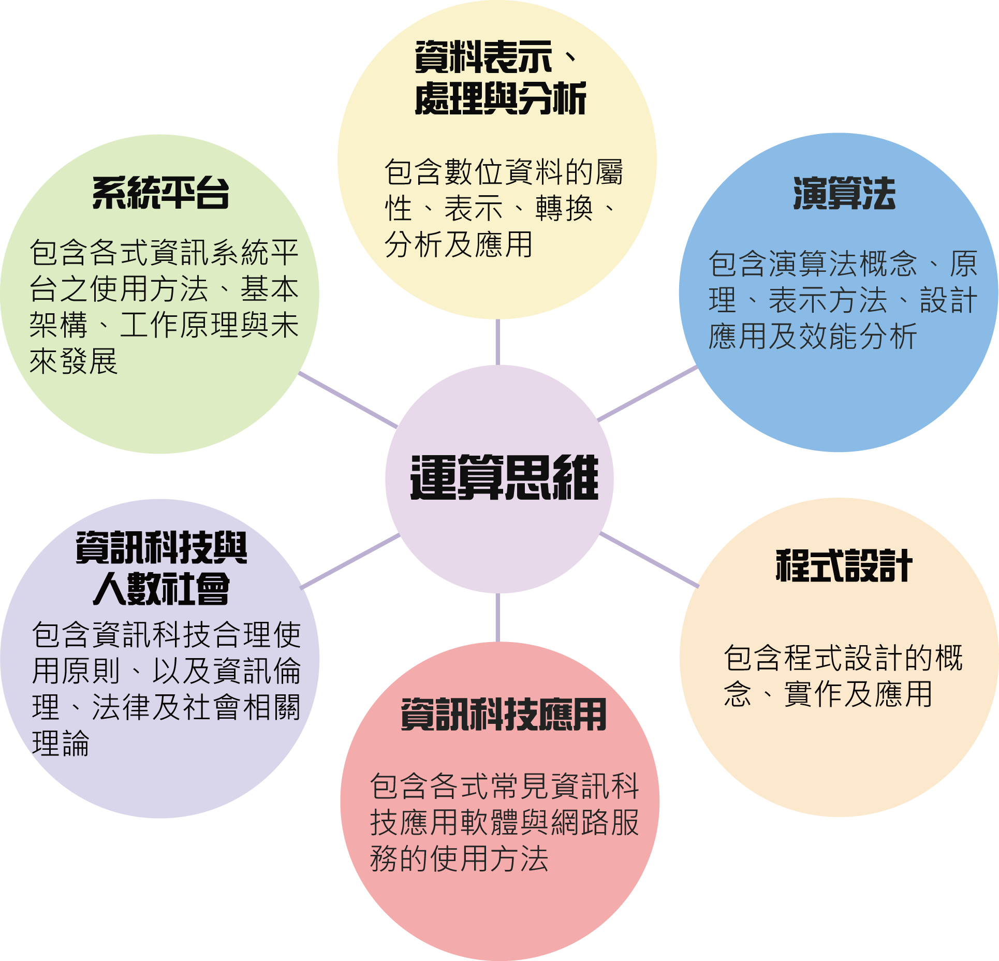 資料表示、
處理與分析
包含數位資料的屬
性、表示、轉換、
分析及應用
系統平台
包含各式資訊系統平
台之使用方法、基本
架構、工作原理與未
來發展
演算法
包含演算法概念、原
理、表示方法、設計
應用及效能分析
運算思維
資訊科技與
人數社會
包含資訊科技合理使
用原則、以及資訊倫
理、法律及社會相關
理論
程式設計
包含程式設計的概
念、實作及應用
資訊科技應用
包含各式常見資訊科
技應用軟體與網路服
務的使用方法